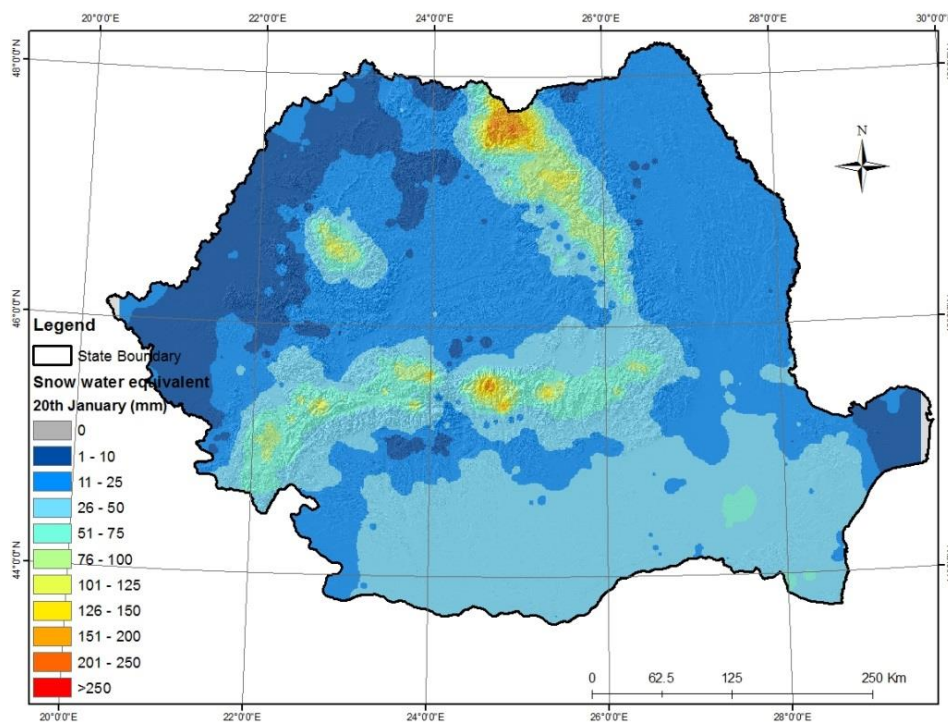 20°0'0"E 22°0'0"E 24°0'0"E 26°0'0"E 28°0'0"E 30°0'0"E
48°0'0"N
N
46°0'0"N
Legend
State Boundary
Snow water equivalent
20th January (mm)
0
1 - 10
11 - 25
26 - 50
51 - 75
76 - 100
101 - 125
126 - 150
151 - 200
201 - 250
>250
44°0'0"N
0 62.5 125 250 Km
20°0'0"E 22°0'0"E 24°0'0"E 26°0'0"E 28°0'0"E